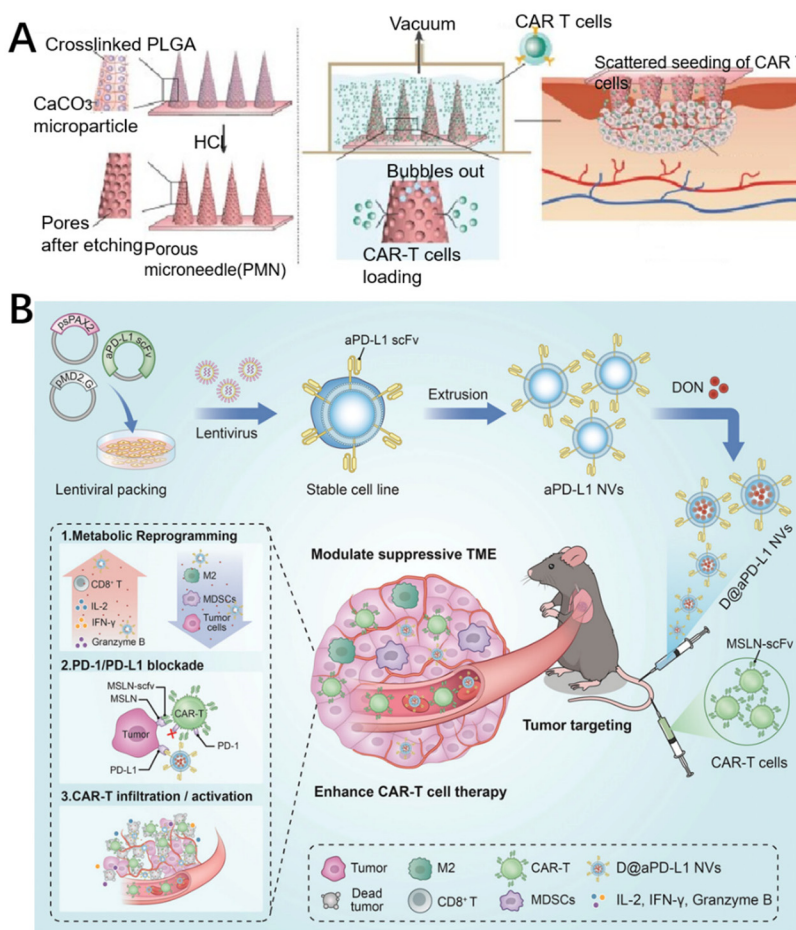 A
Crosslinked PLGA
CaCO3
microparticle
HCl
Pores
after etching
Porous
microneedle(PMN)
Vacuum
CAR T cells
Bubbles out
CAR-T cells
loading
Scattered seeding of CAR T
cells
B
psPAX2
aPD-L1 scFv
pMD2.G
Lentiviral packing
Lentivirus
aPD-L1 scFv
Stable cell line
Extrusion
aPD-L1 NVs
DON
D@aPD-L1 NVs
MSLN-scFv
CAR-T cells
Tumor targeting
Modulate suppressive TME
Enhance CAR-T cell therapy
1.Metabolic Reprogramming
CD8+ T
IL-2
IFN-γ
Granzyme B
M2
MDSCs
Tumor
cells
2.PD-1/PD-L1 blockade
MSLN-scfv
MSLN
CAR-T
Tumor
PD-1
PD-L1
3.CAR-T infiltration / activation
Tumor
M2
CAR-T
D@aPD-L1 NVs
Dead
tumor
CD8+ T
MDSCs
IL-2, IFN-γ, Granzyme B